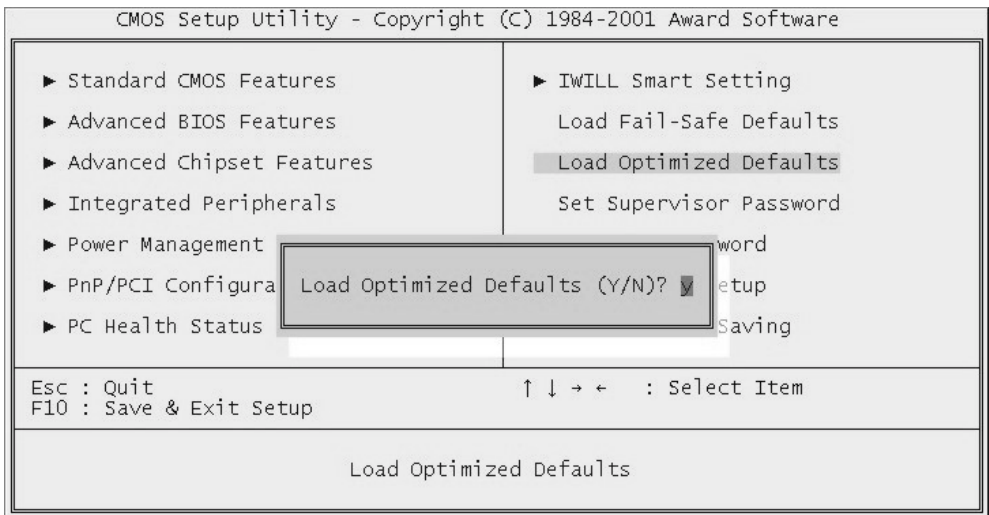 CMOS Setup Utility - Copyright (C) 1984-2001 Award Software
► Standard CMOS Features
► Advanced BIOS Features
► Advanced Chipset Features
► Integrated Peripherals
► Power Management
► PnP/PCI Configura
► PC Health Status
► IWILL Smart Setting
Load Fail-Safe Defaults
Load Optimized Defaults
Set Supervisor Password
word
etup
Saving
Load Optimized Defaults (Y/N)? y
Esc : Quit
F10 : Save & Exit Setup
↑ ↓ → ← : Select Item
Load Optimized Defaults